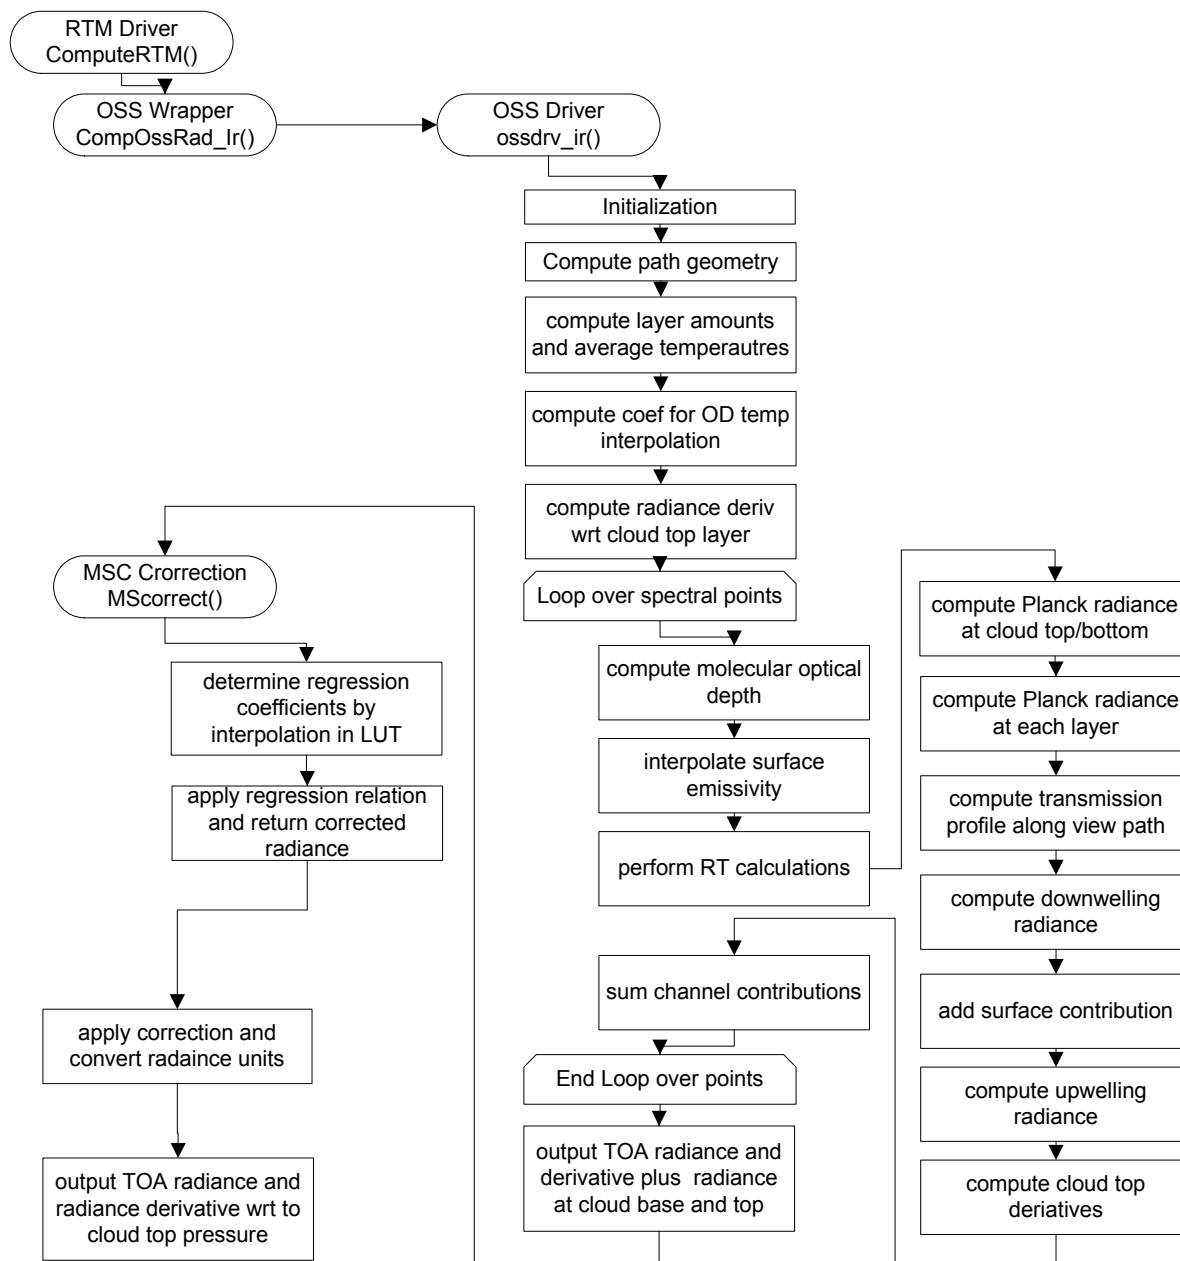 RTM Driver
ComputeRTM()
OSS Wrapper
CompOssRad_Ir()
OSS Driver
ossdrv_ir()
Initialization
Compute path geometry
compute layer amounts
and average temperautres
compute coef for OD temp
interpolation
compute radiance deriv
wrt cloud top layer
Loop over spectral points
compute molecular optical
depth
interpolate surface
emissivity
perform RT calculations
compute Planck radiance
at cloud top/bottom
compute Planck radiance
at each layer
compute transmission
profile along view path
compute downwelling
radiance
add surface contribution
compute upwelling
radiance
compute cloud top
deriatives
sum channel contributions
End Loop over points
output TOA radiance and
derivative plus radiance
at cloud base and top
MSC Crorrection
MScorrect()
determine regression
coefficients by
interpolation in LUT
apply regression relation
and return corrected
radiance
apply correction and
convert radaince units
output TOA radiance and
radiance derivative wrt to
cloud top pressure